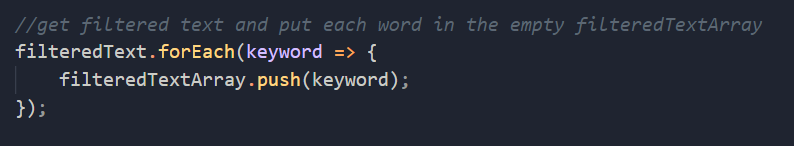 //get filtered text and put each word in the empty filteredTextArray
filteredText.forEach(keyword => {
    filteredTextArray.push(keyword);
});